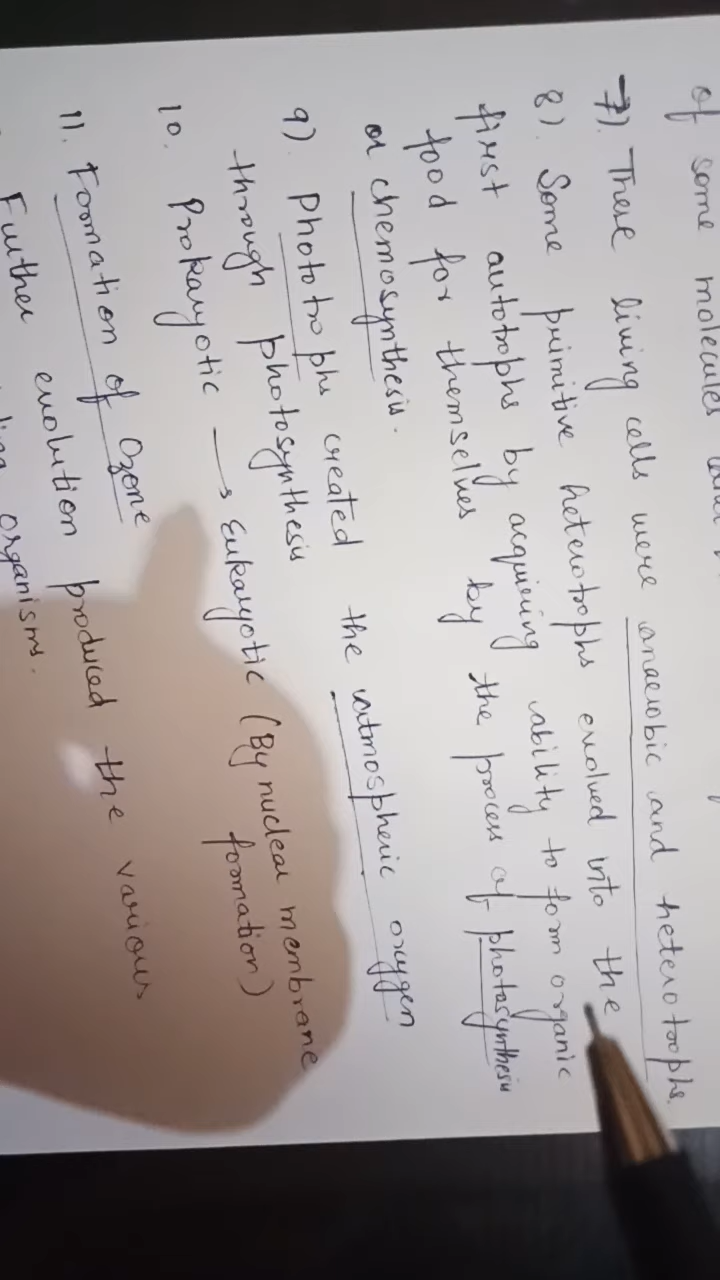 of some molecules
7). These living cells were anaerobic and heterotrophs.
8). Some primitive heterotrophs evolved into the
first autotrophs by acquiring ability to form organic
food for themselves by the process of photosynthesis
or chemosynthesis.
9). Phototrophs created the atmospheric oxygen
through photosynthesis
10. Prokaryotic → Eukaryotic (By nuclear membrane
formation)
11. Formation of Ozone
Further evolution produced the various
organisms.